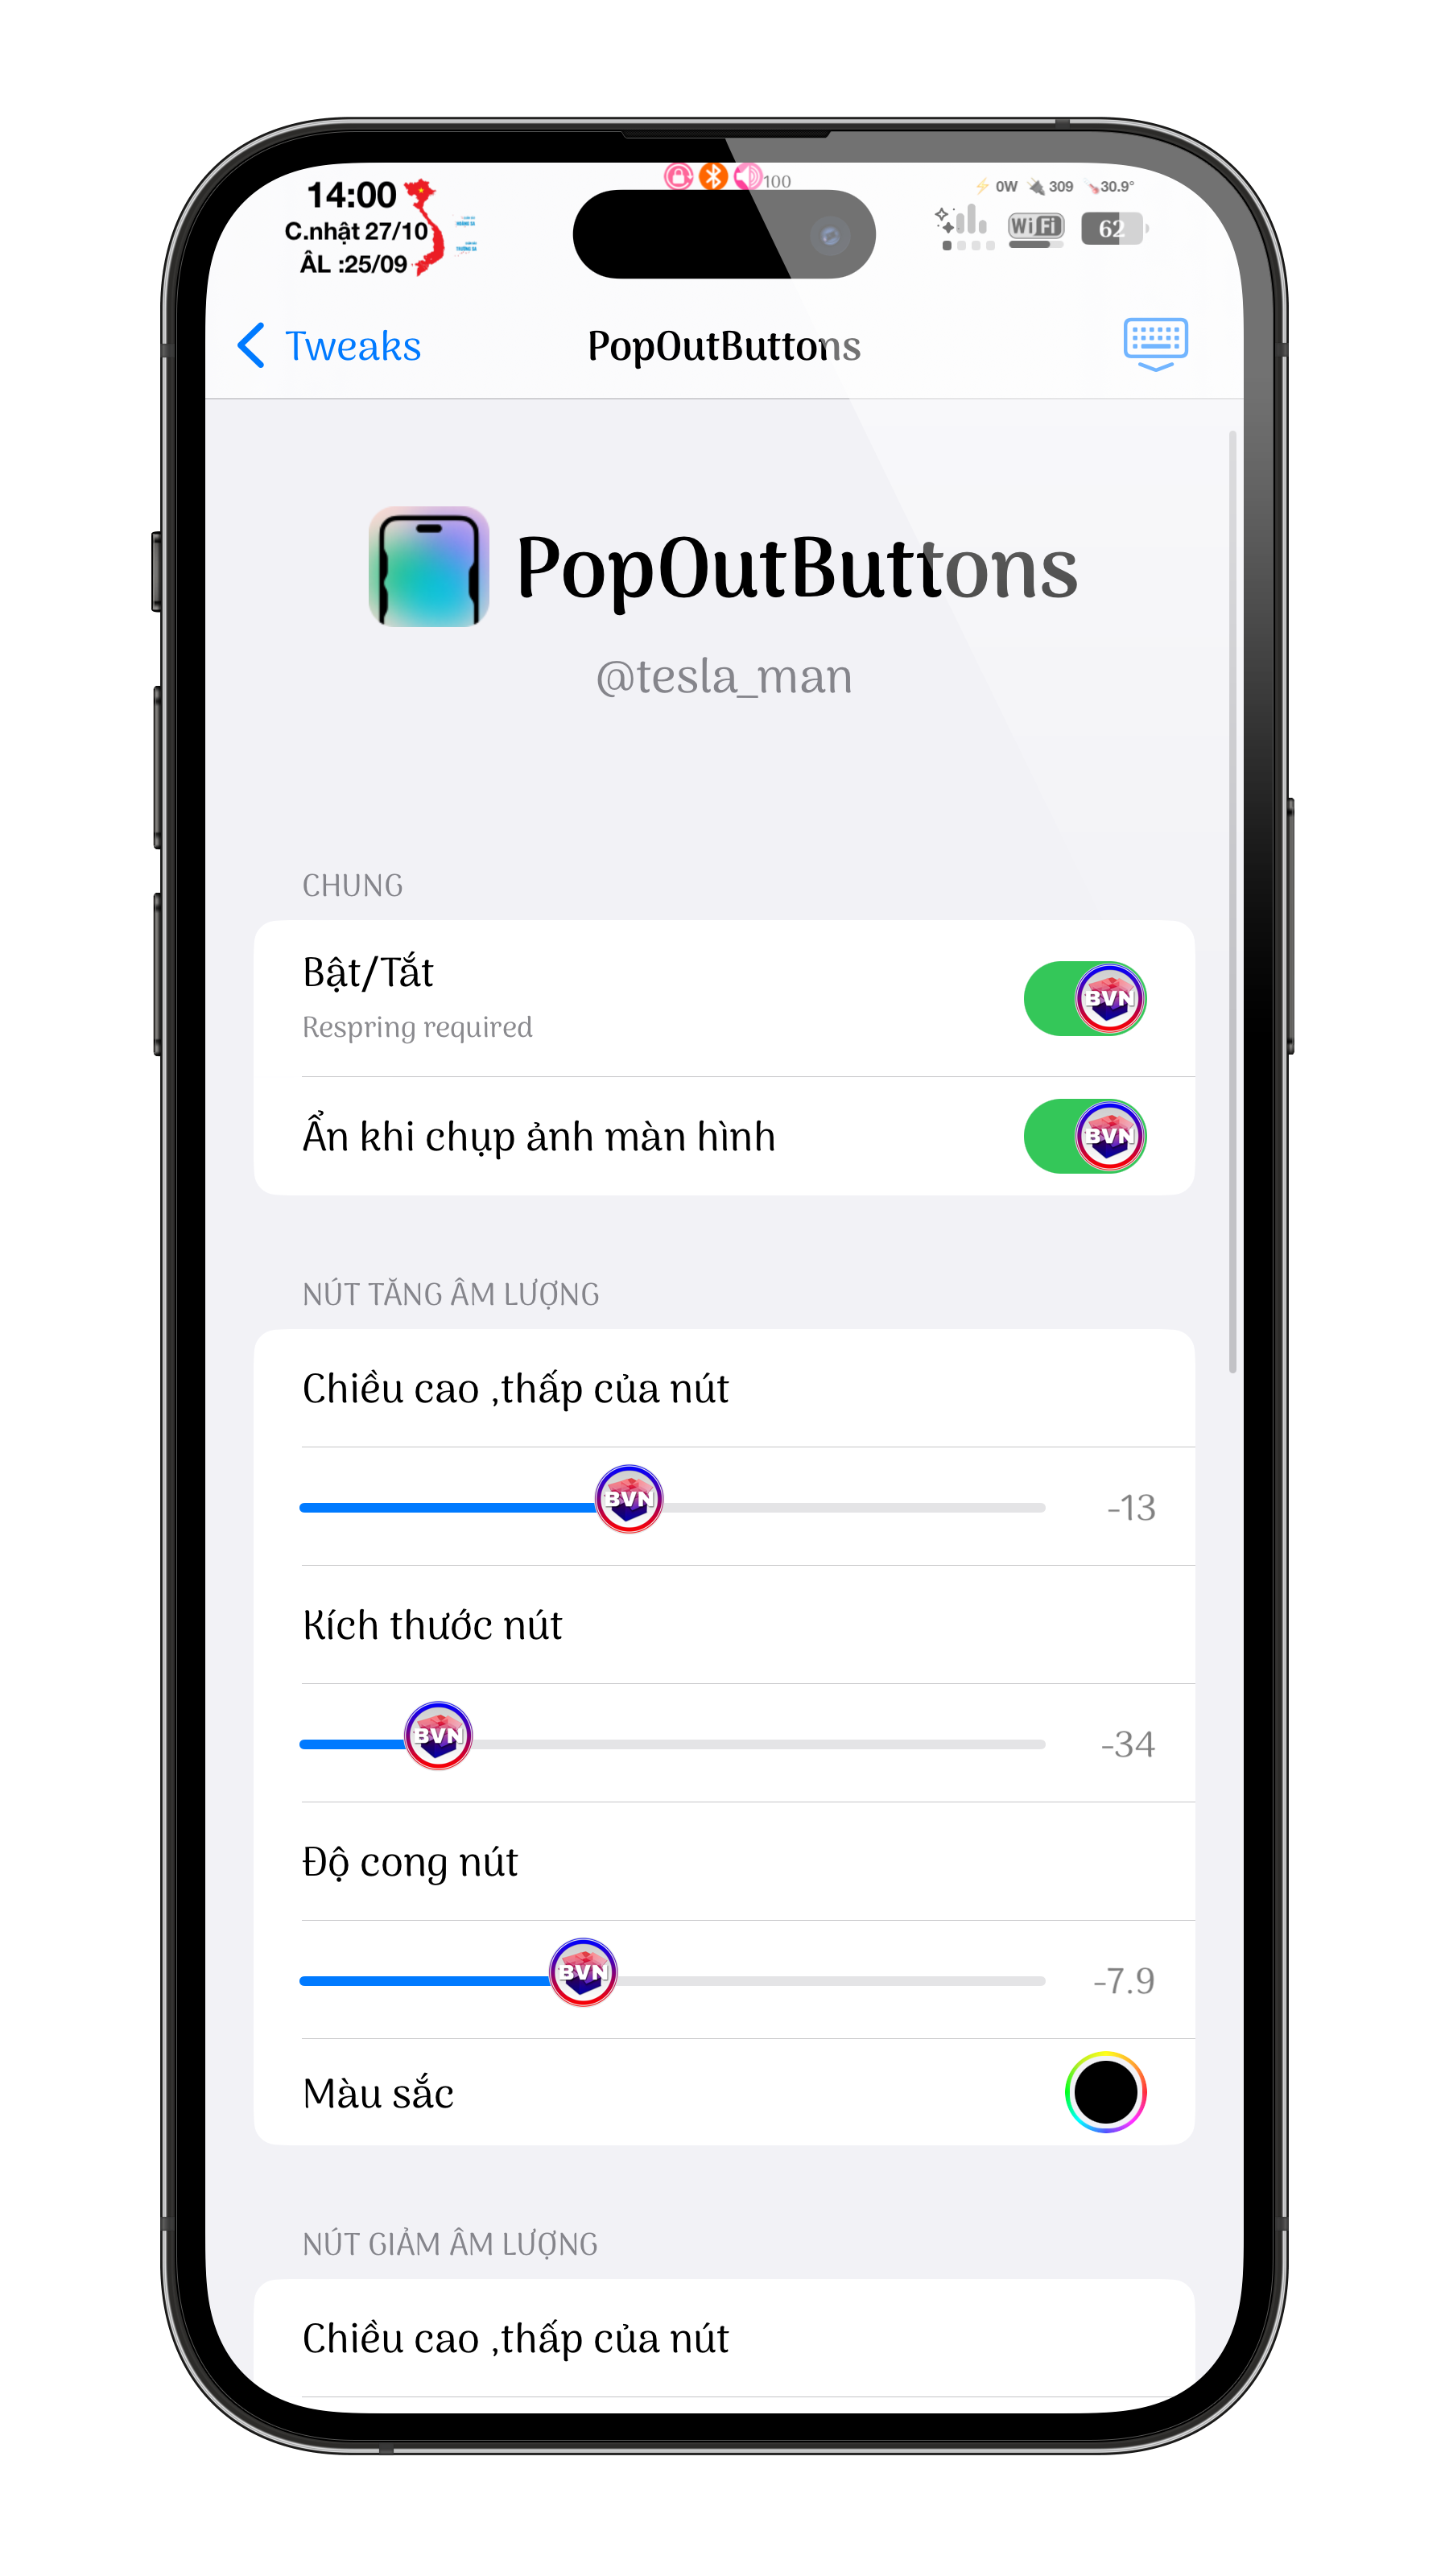 14:00
C.nhật 27/10
ÂL :25/09
100
0W 309 30.9°
WiFi 62
Tweaks
PopOutButtons
PopOutButtons
@tesla_man
CHUNG
Bật/Tắt
Respring required
BVN
Ẩn khi chụp ảnh màn hình
BVN
NÚT TĂNG ÂM LƯỢNG
Chiều cao ,thấp của nút
BVN
-13
Kích thước nút
BVN
-34
Độ cong nút
BVN
-7.9
Màu sắc
NÚT GIẢM ÂM LƯỢNG
Chiều cao ,thấp của nút